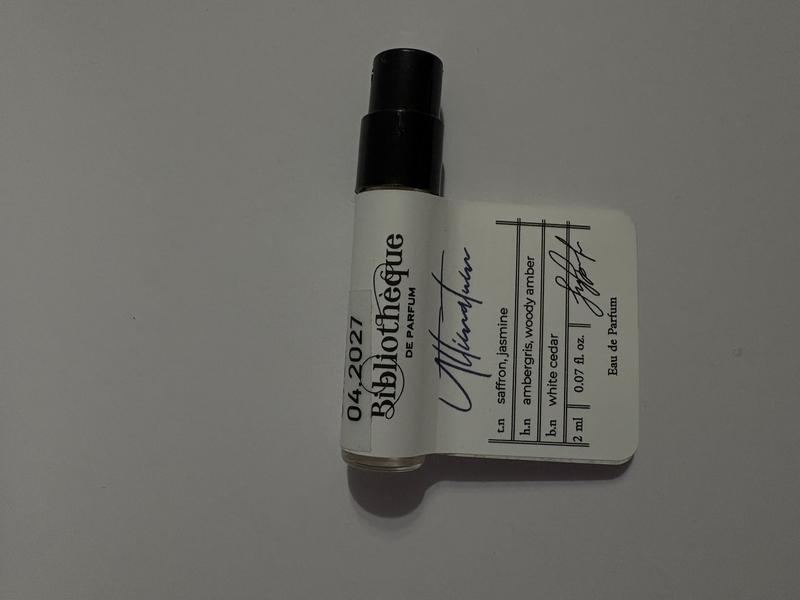 04.2027
Bibliothèque
DE PARFUM
t.n saffron, jasmine
h.n ambergris, woody amber
b.n white cedar
2 ml 0.07 fl. oz.
Eau de Parfum